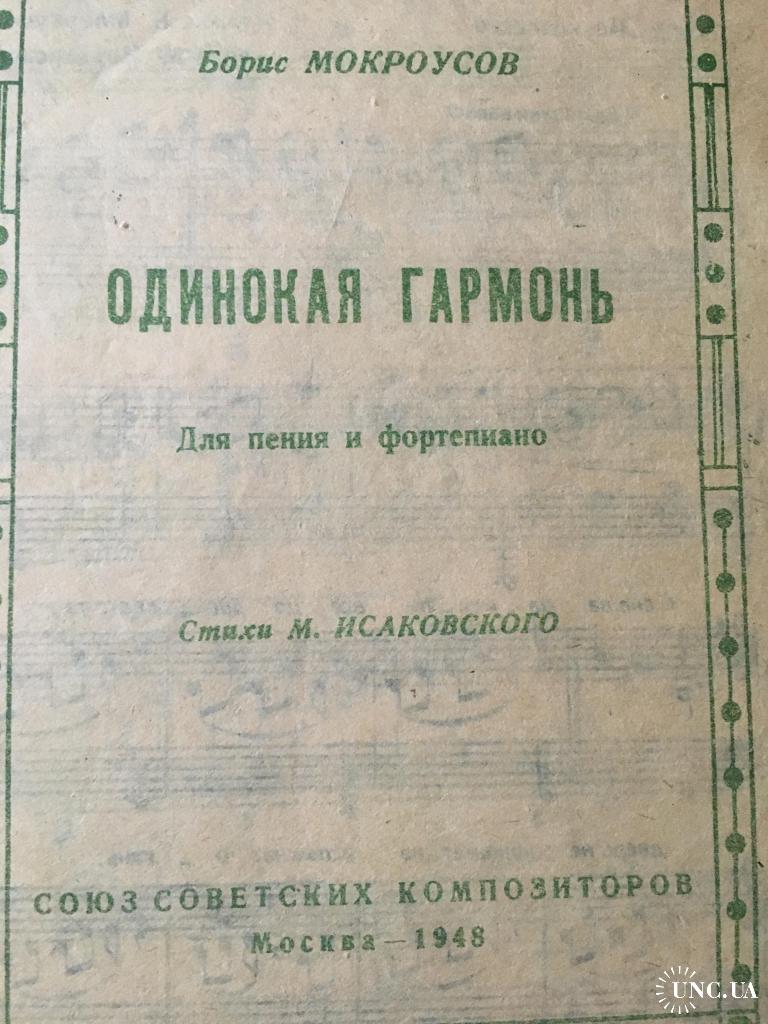 Борис МОКРОУСОВ
ОДИНОКАЯ ГАРМОНЬ
Для пения и фортепиано
Стихи М. ИСАКОВСКОГО
СОЮЗ СОВЕТСКИХ КОМПОЗИТОРОВ
Москва — 1948
UNC.UA